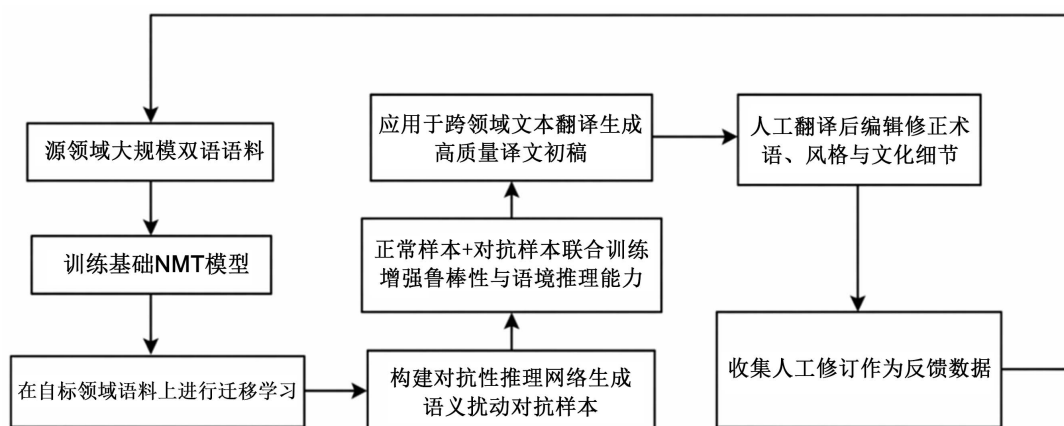 源领域大规模双语语料
训练基础NMT模型
在自标领域语料上进行迁移学习
构建对抗性推理网络生成
语义扰动对抗样本
正常样本+对抗样本联合训练
增强鲁棒性与语境推理能力
应用于跨领域文本翻译生成
高质量译文初稿
人工翻译后编辑修正术
语、风格与文化细节
收集人工修订作为反馈数据